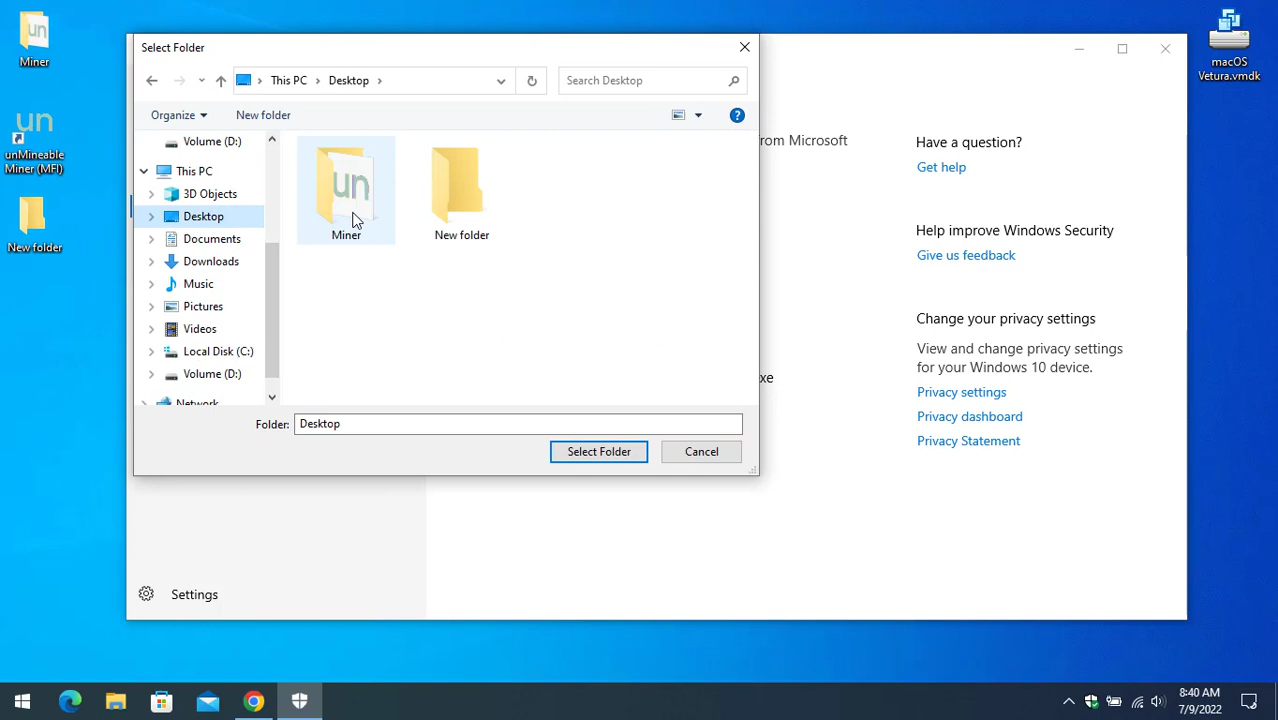 Miner
un
unMineable
Miner (MFI)
New folder
macOS
Vetura.vmdk
Select Folder
This PC
Desktop
Search Desktop
Organize
New folder
Volume (D:)
This PC
3D Objects
Desktop
Documents
Downloads
Music
Pictures
Videos
Local Disk (C:)
Volume (D:)
Network
un
Miner
New folder
Folder:
Desktop
Select Folder
Cancel
rom Microsoft
xe
Have a question?
Get help
Help improve Windows Security
Give us feedback
Change your privacy settings
View and change privacy settings
for your Windows 10 device.
Privacy settings
Privacy dashboard
Privacy Statement
Settings
8:40 AM
7/9/2022